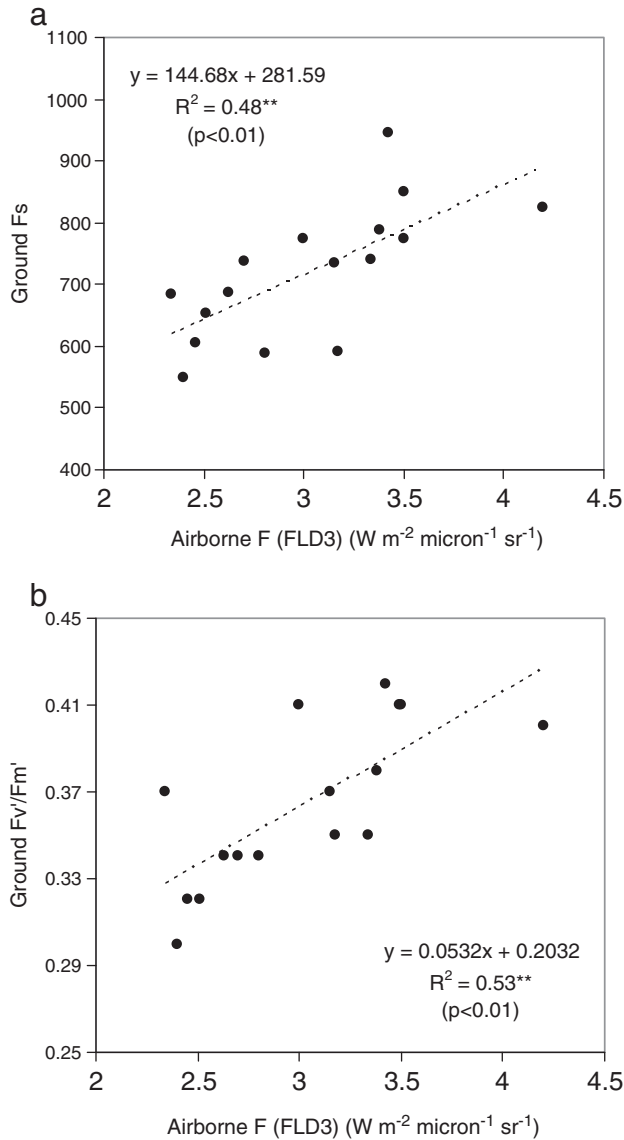 a
1100
y = 144.68x + 281.59
R² = 0.48**
(p<0.01)
1000
900
800
700
600
500
400
Ground Fs
2 2.5 3 3.5 4 4.5
Airborne F (FLD3) (W m⁻² micron⁻¹ sr⁻¹)
b
0.45
0.41
0.37
0.33
0.29
0.25
Ground Fv'/Fm'
y = 0.0532x + 0.2032
R² = 0.53**
(p<0.01)
2 2.5 3 3.5 4 4.5
Airborne F (FLD3) (W m⁻² micron⁻¹ sr⁻¹)